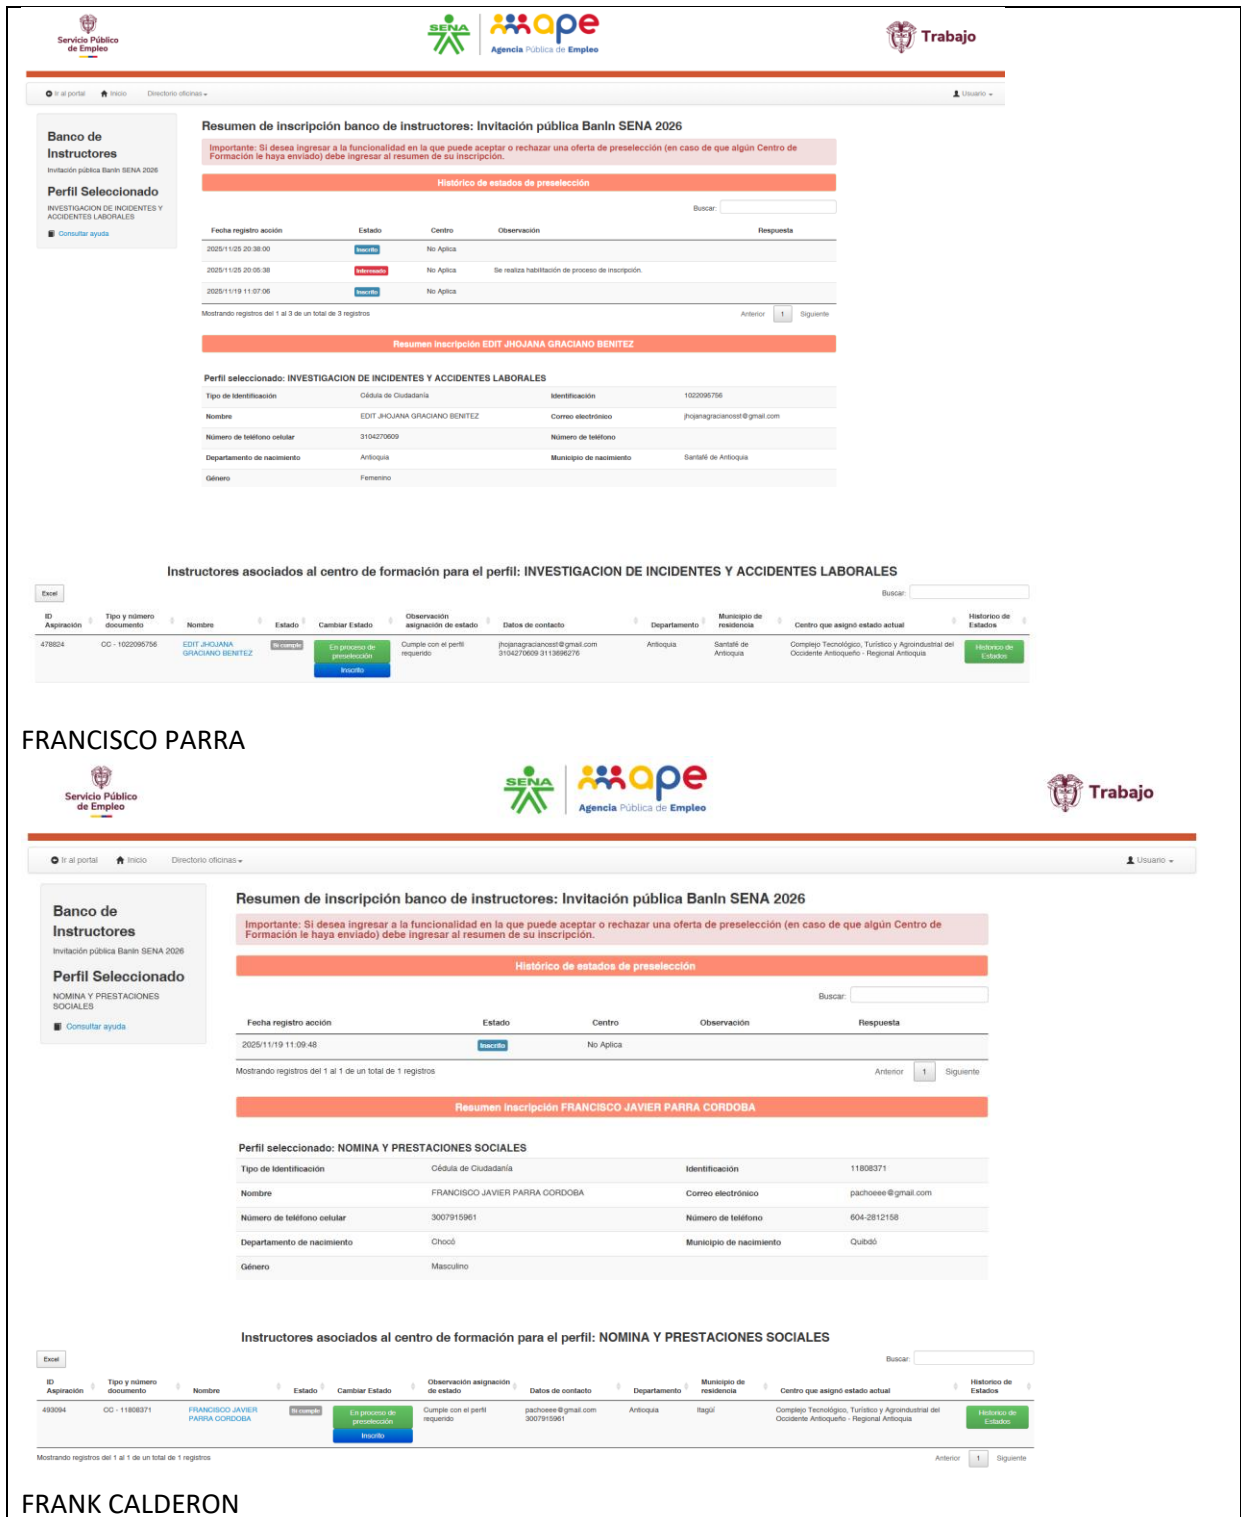 Servicio Público
de Empleo
SENA
ape
Agencia Pública de Empleo
Trabajo
Ir al portal Inicio Directorio oficinas Usuario
Banco de
Instructores
Invitación pública BanIn SENA 2026
Perfil Seleccionado
INVESTIGACION DE INCIDENTES Y
ACCIDENTES LABORALES
Consultar ayuda
Resumen de inscripción banco de instructores: Invitación pública BanIn SENA 2026
Importante: Si desea ingresar a la funcionalidad en la que puede aceptar o rechazar una oferta de preselección (en caso de que algún Centro de
Formación le haya enviado) debe ingresar al resumen de su inscripción.
Histórico de estados de preselección
Buscar:
Fecha registro acción Estado Centro Observación Respuesta
2025/11/25 20:38:00 Inscrito No Aplica
2025/11/25 20:05:38 Interesado No Aplica Se realiza habilitación de proceso de inscripción.
2025/11/19 11:07:06 Inscrito No Aplica
Mostrando registros del 1 al 3 de un total de 3 registros Anterior 1 Siguiente
Resumen inscripción EDIT JHOJANA GRACIANO BENITEZ
Perfil seleccionado: INVESTIGACION DE INCIDENTES Y ACCIDENTES LABORALES
Tipo de Identificación Cédula de Ciudadanía Identificación 1022095756
Nombre EDIT JHOJANA GRACIANO BENITEZ Correo electrónico jhojanagracianosst@gmail.com
Número de teléfono celular 3104270609 Número de teléfono
Departamento de nacimiento Antioquia Municipio de nacimiento Santafé de Antioquia
Género Femenino
Instructores asociados al centro de formación para el perfil: INVESTIGACION DE INCIDENTES Y ACCIDENTES LABORALES
Excel Buscar:
ID Aspiración Tipo y número documento Nombre Estado Cambiar Estado Observación asignación de estado Datos de contacto Departamento Municipio de residencia Centro que asignó estado actual Historico de Estados
478824 CC - 1022095756 EDIT JHOJANA GRACIANO BENITEZ Si cumple En proceso de preselección Inscrito Cumple con el perfil requerido jhojanagracianosst@gmail.com 3104270609 3113696276 Antioquia Santafé de Antioquia Complejo Tecnológico, Turístico y Agroindustrial del Occidente Antioqueño - Regional Antioquia Historico de Estados
FRANCISCO PARRA
Servicio Público
de Empleo
SENA
ape
Agencia Pública de Empleo
Trabajo
Ir al portal Inicio Directorio oficinas Usuario
Banco de
Instructores
Invitación pública BanIn SENA 2026
Perfil Seleccionado
NOMINA Y PRESTACIONES
SOCIALES
Consultar ayuda
Resumen de inscripción banco de instructores: Invitación pública BanIn SENA 2026
Importante: Si desea ingresar a la funcionalidad en la que puede aceptar o rechazar una oferta de preselección (en caso de que algún Centro de
Formación le haya enviado) debe ingresar al resumen de su inscripción.
Histórico de estados de preselección
Buscar:
Fecha registro acción Estado Centro Observación Respuesta
2025/11/19 11:09:48 Inscrito No Aplica
Mostrando registros del 1 al 1 de un total de 1 registros Anterior 1 Siguiente
Resumen inscripción FRANCISCO JAVIER PARRA CORDOBA
Perfil seleccionado: NOMINA Y PRESTACIONES SOCIALES
Tipo de Identificación Cédula de Ciudadanía Identificación 11808371
Nombre FRANCISCO JAVIER PARRA CORDOBA Correo electrónico pachoeee@gmail.com
Número de teléfono celular 3007915961 Número de teléfono 604-2812158
Departamento de nacimiento Chocó Municipio de nacimiento Quibdó
Género Masculino
Instructores asociados al centro de formación para el perfil: NOMINA Y PRESTACIONES SOCIALES
Excel Buscar:
ID Aspiración Tipo y número documento Nombre Estado Cambiar Estado Observación asignación de estado Datos de contacto Departamento Municipio de residencia Centro que asignó estado actual Historico de Estados
493094 CC - 11808371 FRANCISCO JAVIER PARRA CORDOBA Si cumple En proceso de preselección Inscrito Cumple con el perfil requerido pachoeee@gmail.com 3007915961 Antioquia Itagüí Complejo Tecnológico, Turístico y Agroindustrial del Occidente Antioqueño - Regional Antioquia Historico de Estados
Mostrando registros del 1 al 1 de un total de 1 registros Anterior 1 Siguiente
FRANK CALDERON